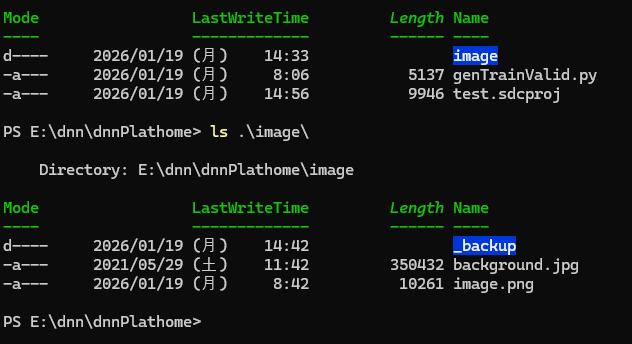 Mode                 LastWriteTime         Length Name
----                 -------------         ------ ----
d----      2026/01/19 (月)    14:33                image
-a---      2026/01/19 (月)     8:06           5137 genTrainValid.py
-a---      2026/01/19 (月)    14:56           9946 test.sdcproj
PS E:\dnn\dnnPlathome> ls .\image\
    Directory: E:\dnn\dnnPlathome\image
Mode                 LastWriteTime         Length Name
----                 -------------         ------ ----
d----      2026/01/19 (月)    14:42                _backup
-a---      2021/05/29 (土)    11:42         350432 background.jpg
-a---      2026/01/19 (月)     8:42          10261 image.png
PS E:\dnn\dnnPlathome>